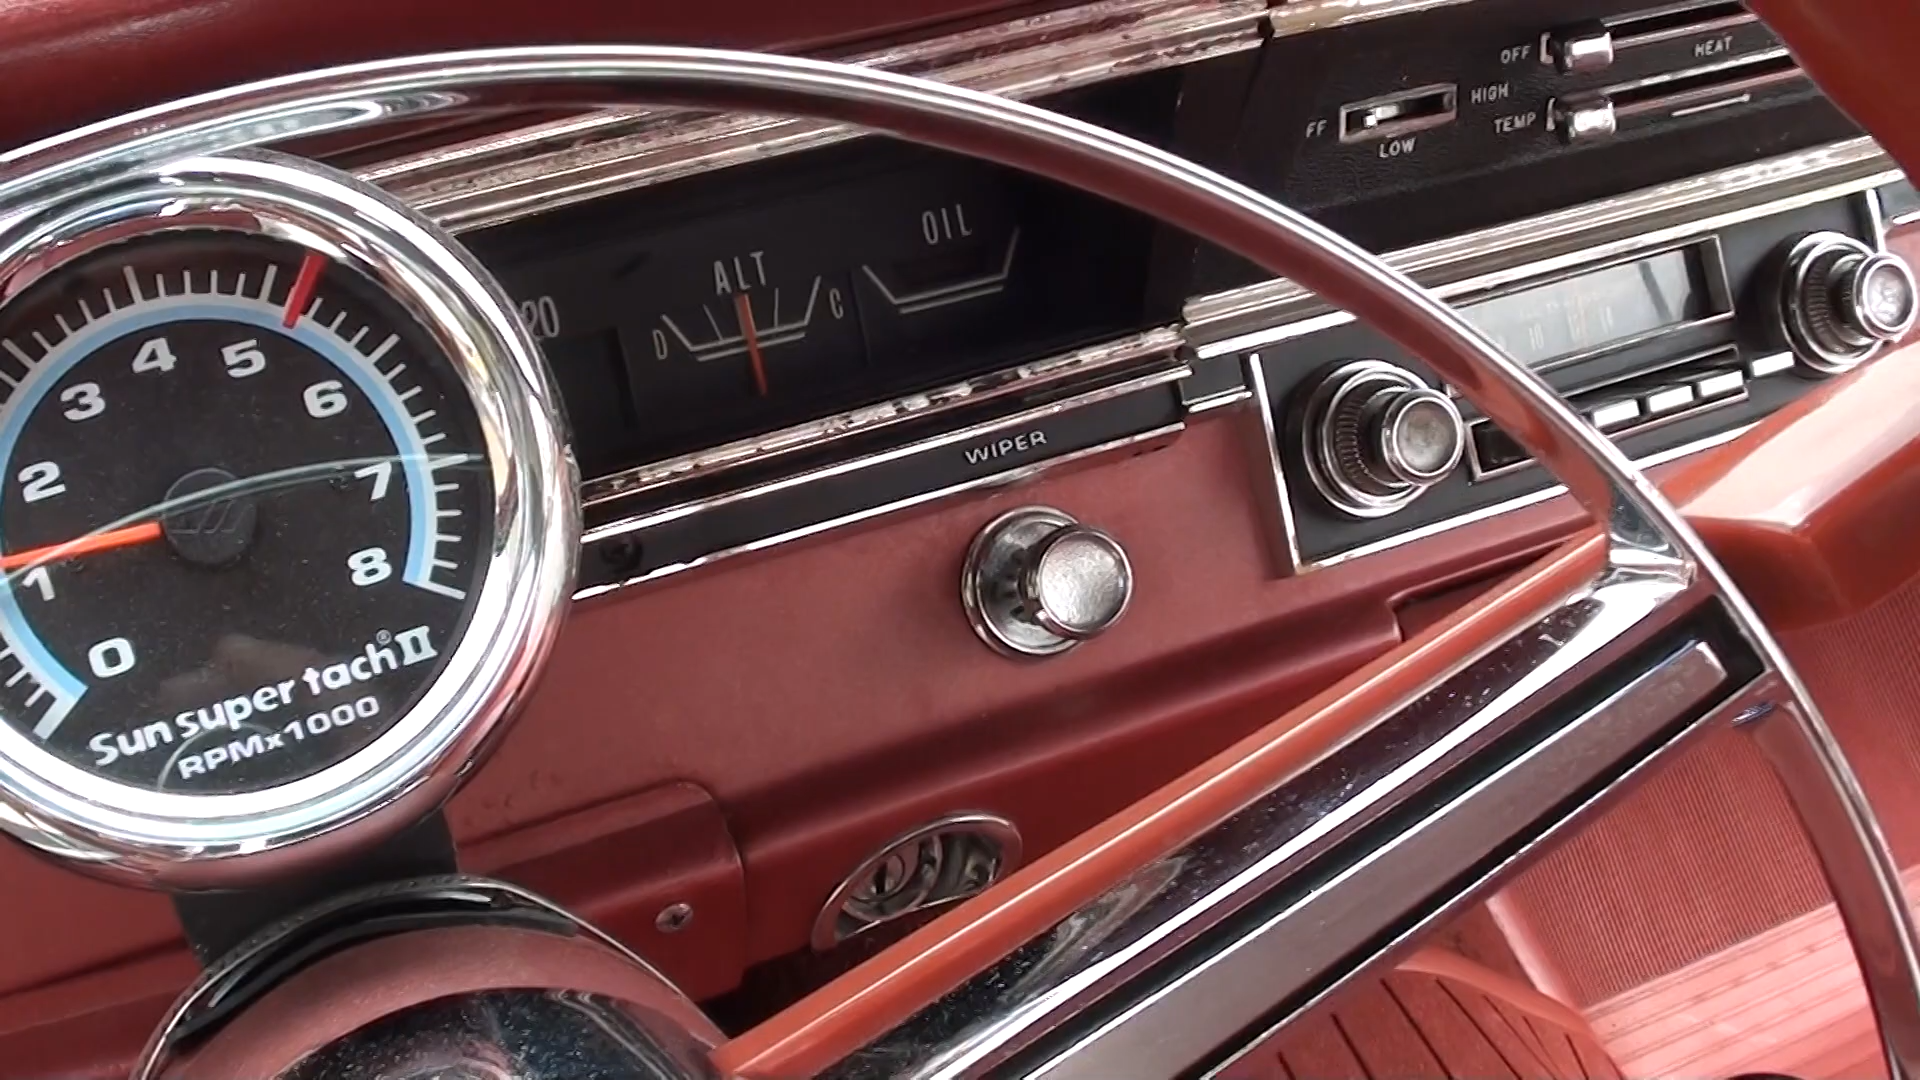 OFF HEAT
HIGH
FF
TEMP
LOW
OIL
ALT
20
D C
WIPER
0
1
2
3
4
5
6
7
8
Sun super tach® II
RPMx1000